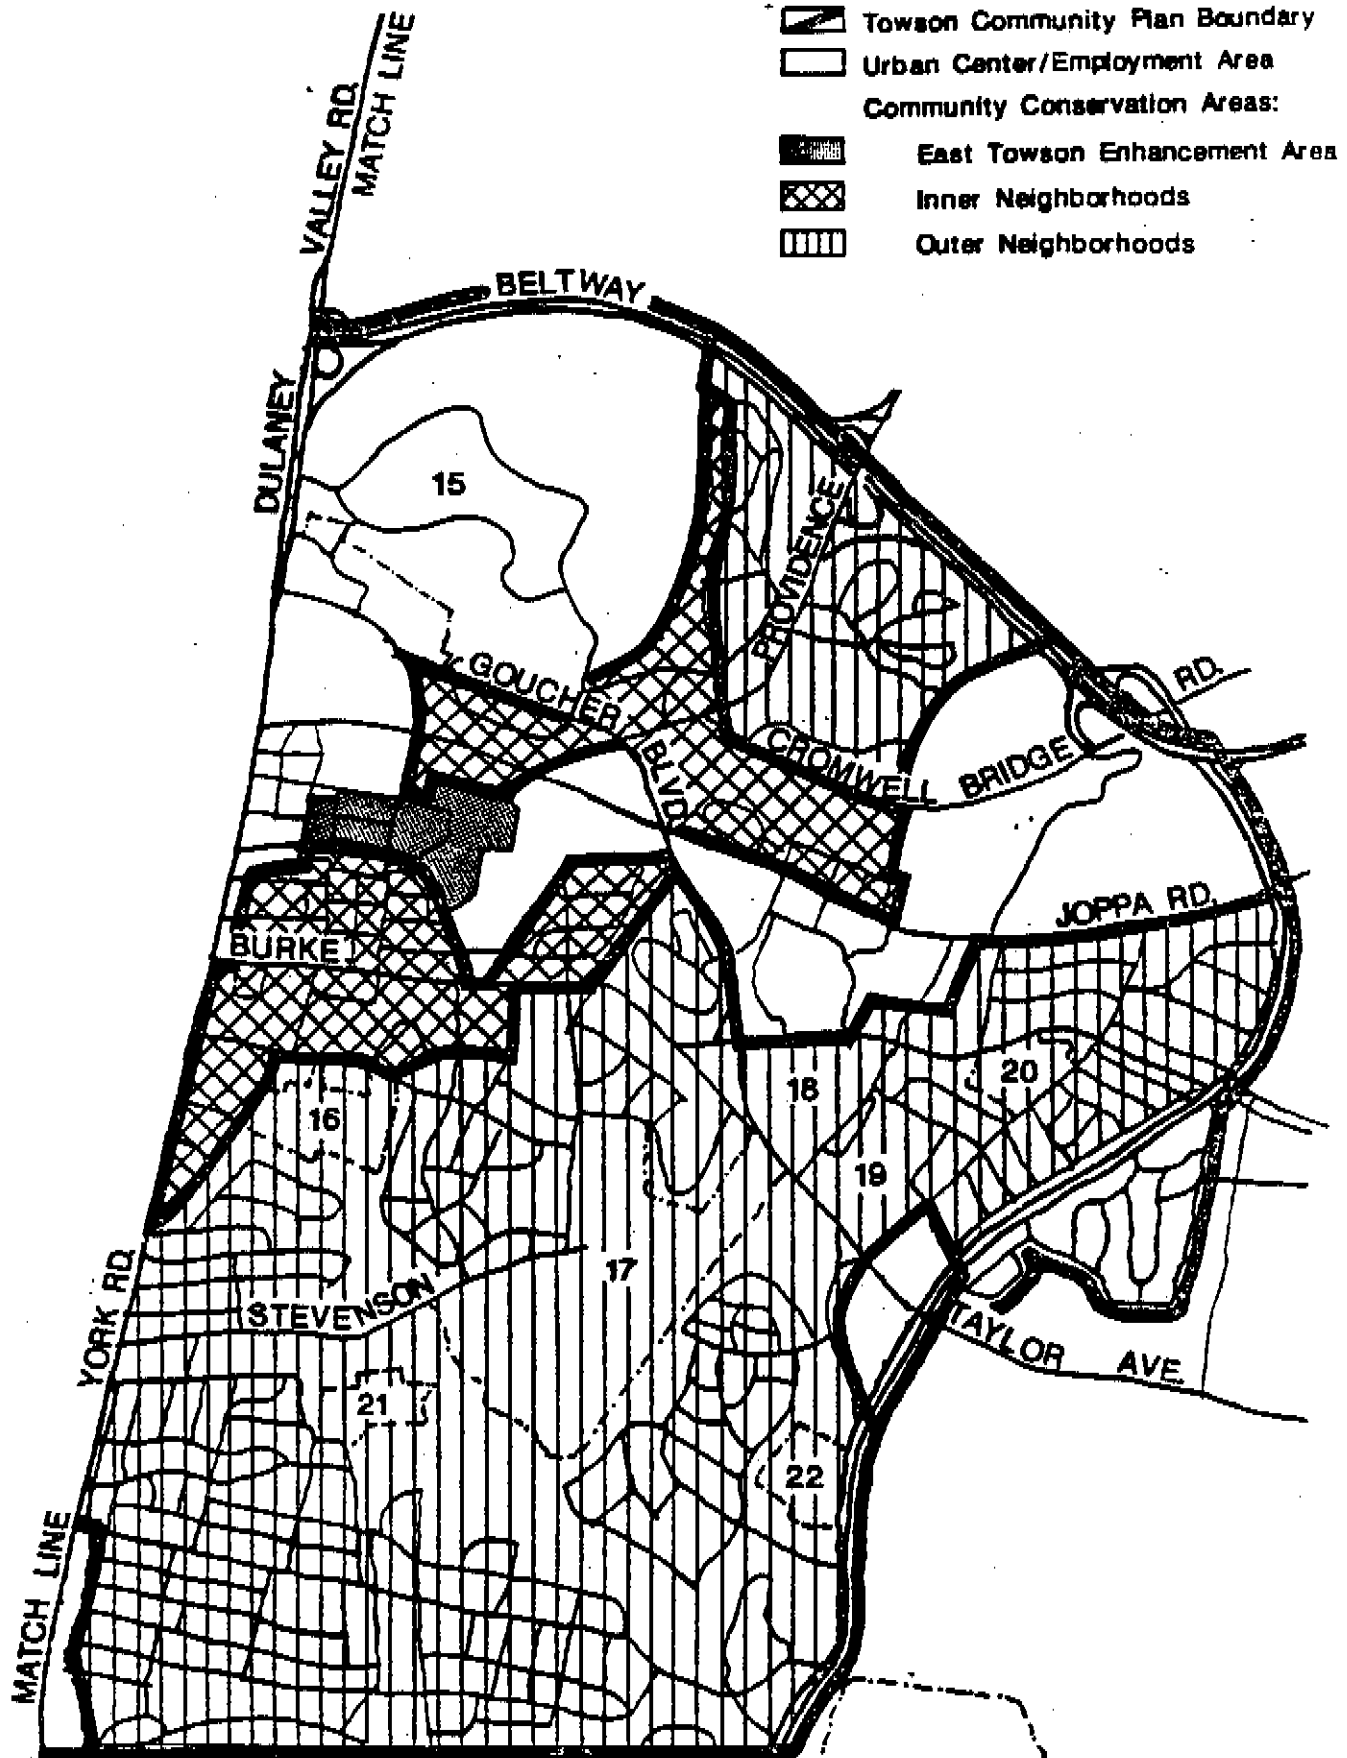 Towson Community Plan Boundary
Urban Center/Employment Area
Community Conservation Areas:
East Towson Enhancement Area
Inner Neighborhoods
Outer Neighborhoods
VALLEY RD.
MATCH LINE
BELTWAY
DULANEY
15
PROVIDENCE
GOUCHER
BLVD.
CROMWELL
BRIDGE
RD.
JOPPA RD.
BURKE
16
18
20
19
17
YORK RD.
STEVENSON
TAYLOR AVE.
21
22
MATCH LINE